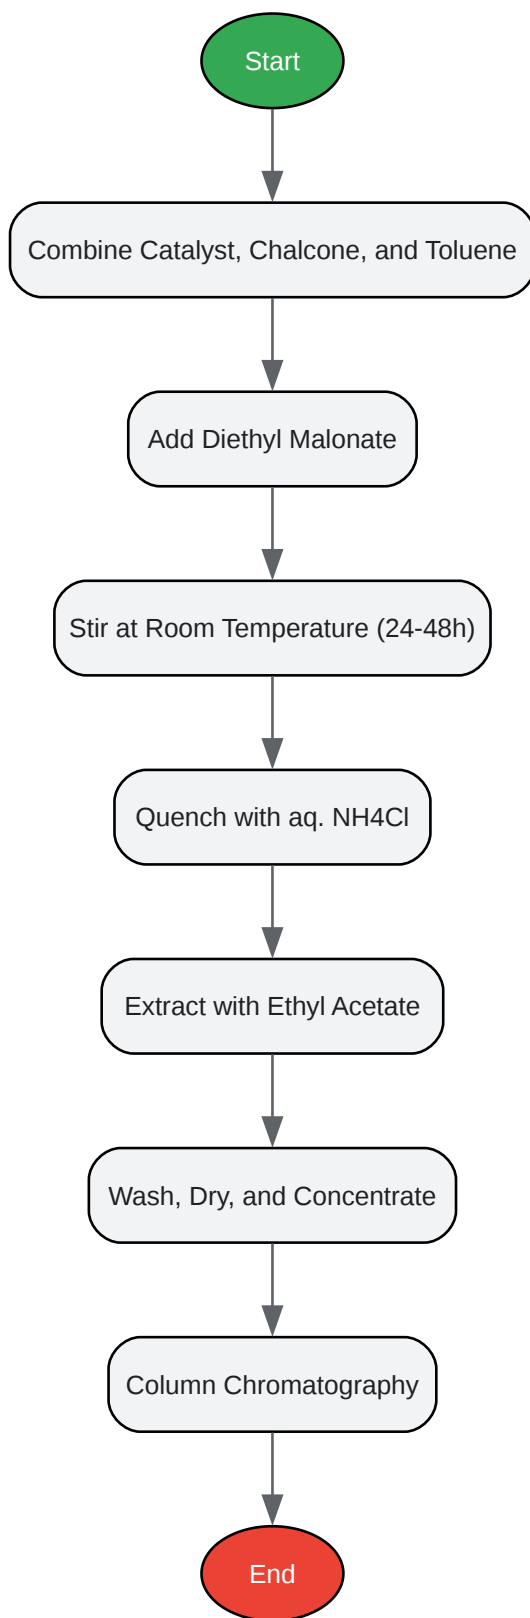 Start
Combine Catalyst, Chalcone, and Toluene
Add Diethyl Malonate
Stir at Room Temperature (24-48h)
Quench with aq. NH4Cl
Extract with Ethyl Acetate
Wash, Dry, and Concentrate
Column Chromatography
End